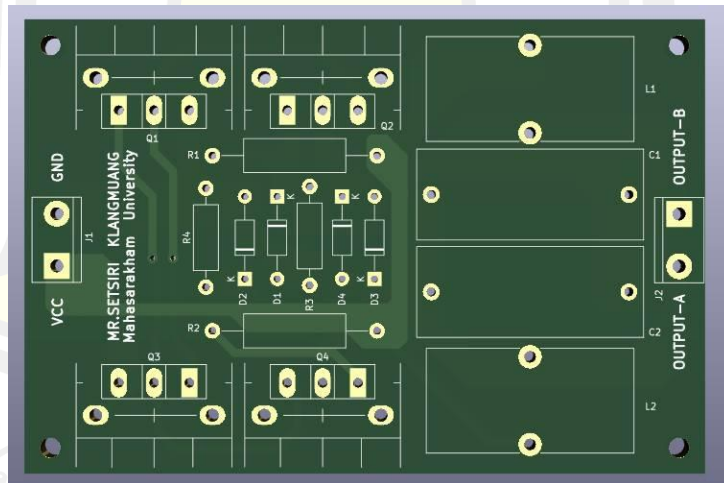 L1
Q1
Q2
R1
C1
GND
MR.SETSIRI KLANGMUANG
Mahasarakham University
OUTPUT-B
K
K
R4
J1
D2
D1
R3
D4
D3
K
K
J2
VCC
R2
C2
OUTPUT-A
Q3
Q4
L2